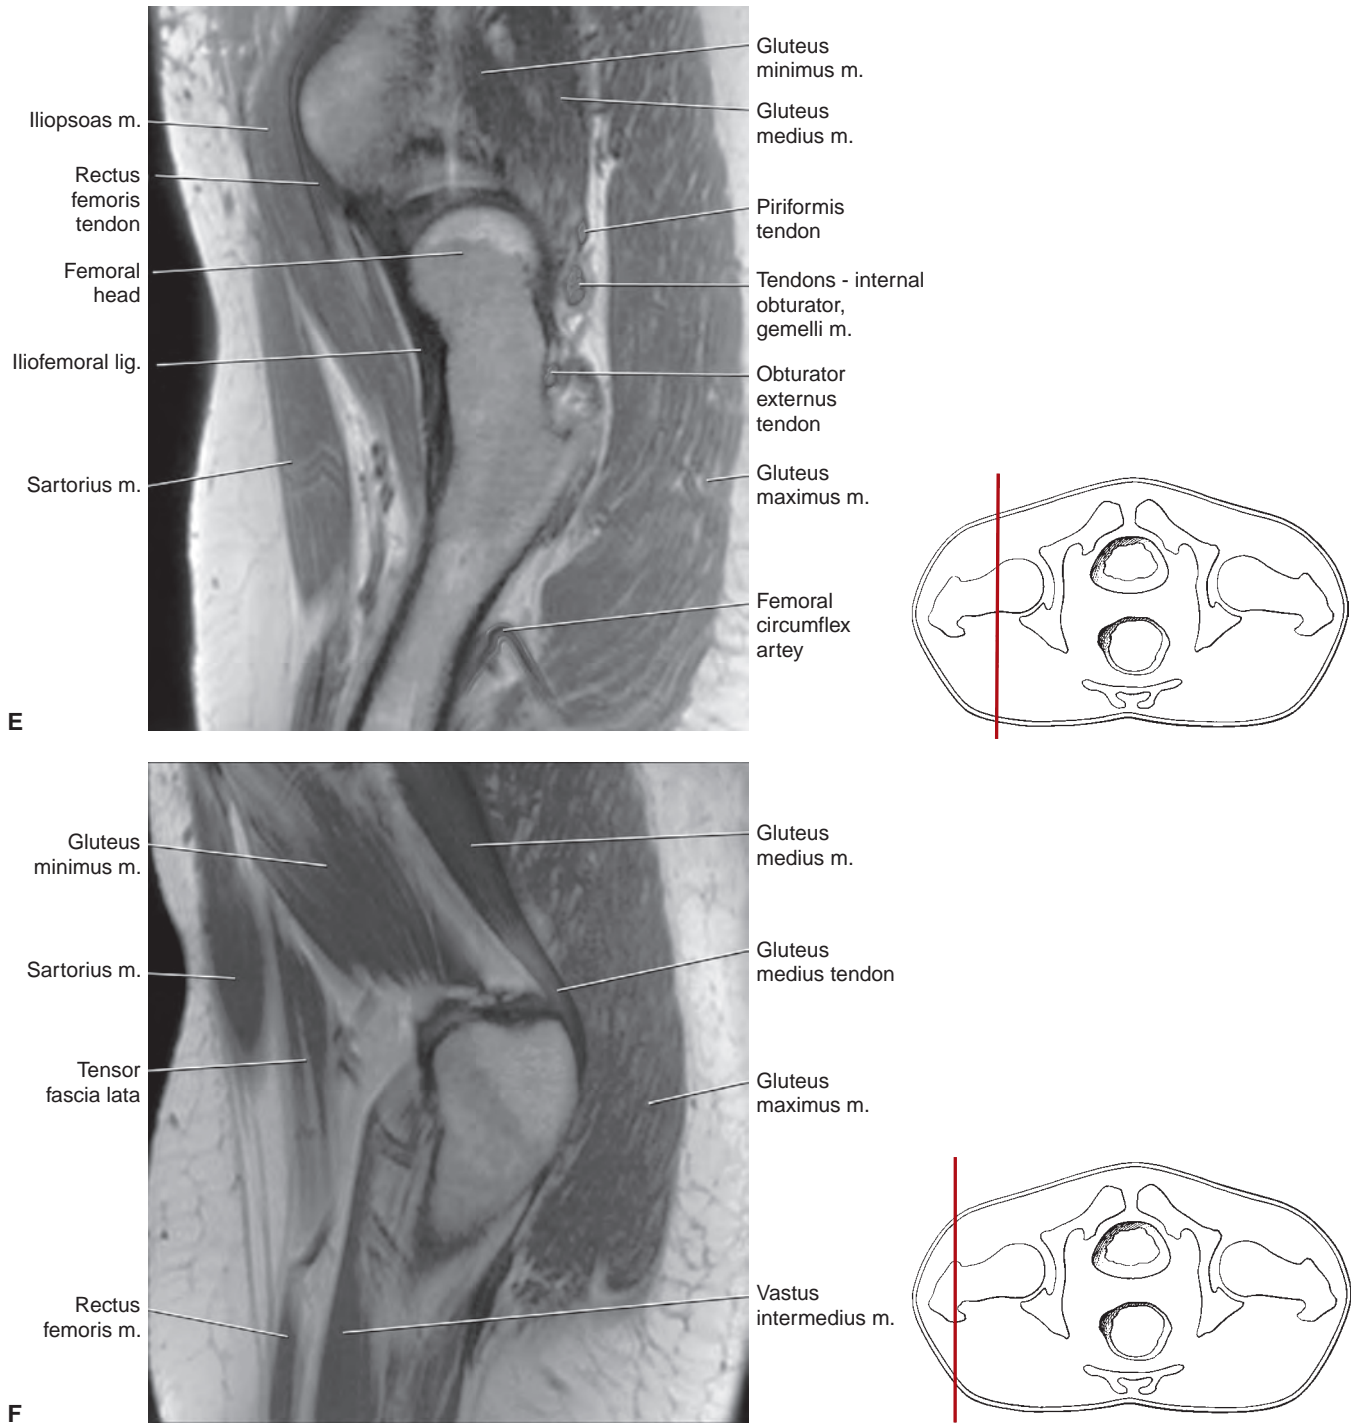 Gluteus
minimus m.
Gluteus
medius m.
Iliopsoas m.
Rectus
femoris
tendon
Piriformis
tendon
Femoral
head
Tendons - internal
obturator,
gemelli m.
Iliofemoral lig.
Obturator
externus
tendon
Sartorius m.
Gluteus
maximus m.
Femoral
circumflex
artey
E
Gluteus
minimus m.
Gluteus
medius m.
Sartorius m.
Gluteus
medius tendon
Tensor
fascia lata
Gluteus
maximus m.
Rectus
femoris m.
Vastus
intermedius m.
F